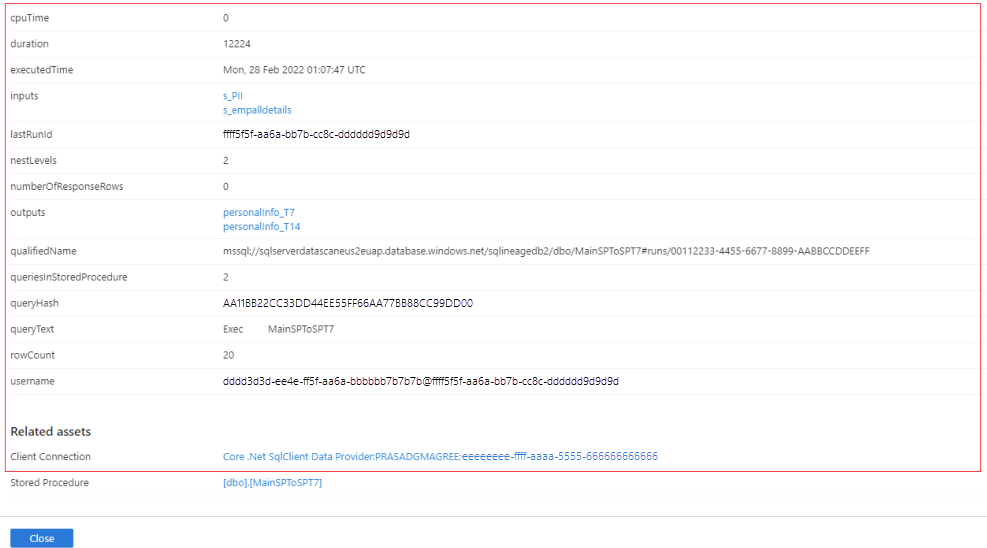 cpuTime 0
duration 12224
executedTime Mon, 28 Feb 2022 01:07:47 UTC
inputs s_PII
s_empalldetails
lastRunId ffff5f5f-aa6a-bb7b-cc8c-dddddd9d9d9d
nestLevels 2
numberOfResponseRows 0
outputs personalInfo_T7
personalInfo_T14
qualifiedName mssql://sqlserverdatascaneus2euap.database.windows.net/sqlineagedb2/dbo/MainSPToSPT7#runs/00112233-4455-6677-8899-AABBCCDDEEFF
queriesInStoredProcedure 2
queryHash AA11BB22CC33DD44EE55FF66AA77BB88CC99DD00
queryText Exec MainSPToSPT7
rowCount 20
username dddd3d3d-ee4e-ff5f-aa6a-bbbbbb7b7b7b@ffff5f5f-aa6a-bb7b-cc8c-dddddd9d9d9d
Related assets
Client Connection Core .Net SqlClient Data Provider:PRASADGMAGREE:eeeeeeee-ffff-aaaa-5555-666666666666
Stored Procedure [dbo].[MainSPToSPT7]
Close